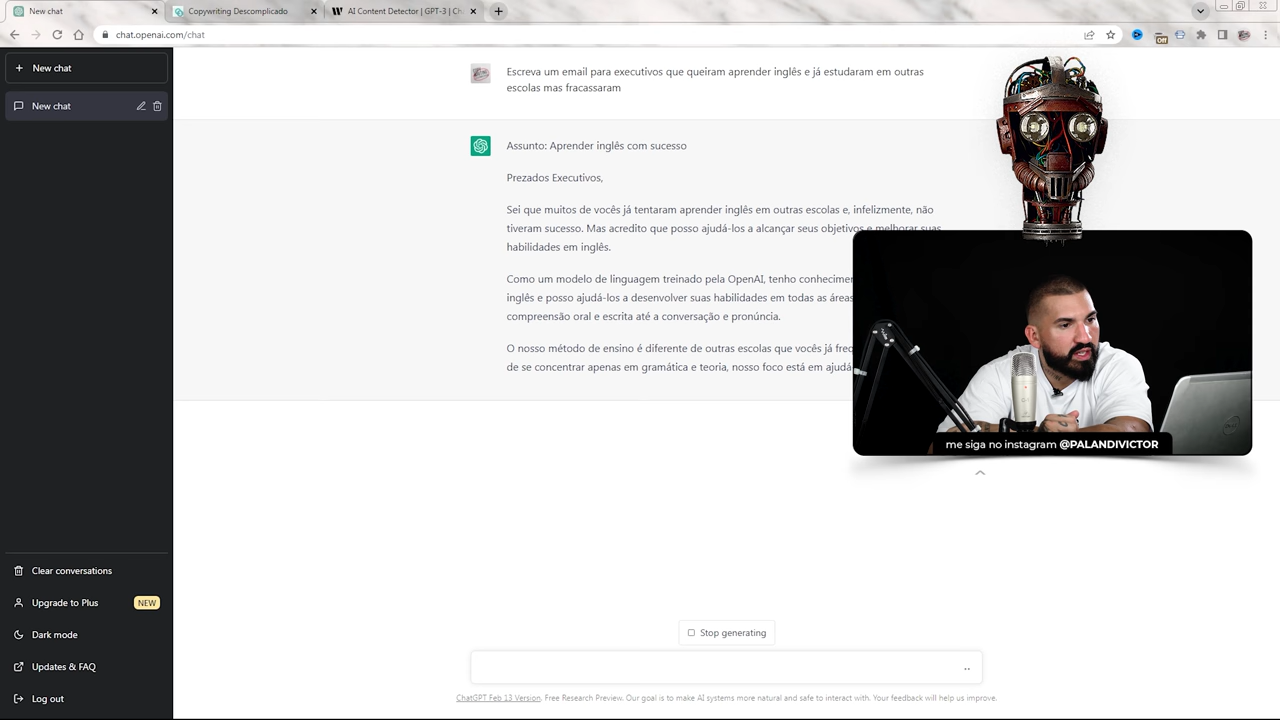 New chat
Copywriting Descomplicado
AI Content Detector | GPT-3 | Ch
chat.openai.com/chat
Off
New chat
New chat
Escreva um email para executivos que queiram aprender inglês e já estudaram em outras
escolas mas fracassaram
Assunto: Aprender inglês com sucesso
Prezados Executivos,
Sei que muitos de vocês já tentaram aprender inglês em outras escolas e, infelizmente, não
tiveram sucesso. Mas acredito que posso ajudá-los a alcançar seus objetivos e melhorar suas
habilidades em inglês.
Como um modelo de linguagem treinado pela OpenAI, tenho
inglês e posso ajudá-los a desenvolver suas habilidades em todas as áreas
compreensão oral e escrita até a conversação e pronúncia.
O nosso método de ensino é diferente de outras escolas que vocês já
de se concentrar apenas em gramática e teoria, nosso foco está em
me siga no instagram @PALANDIVICTOR
Clear conversations
Upgrade to Plus NEW
Dark mode
Updates & FAQ
Log out
Stop generating
ChatGPT Feb 13 Version. Free Research Preview. Our goal is to make AI systems more natural and safe to interact with. Your feedback will help us improve.